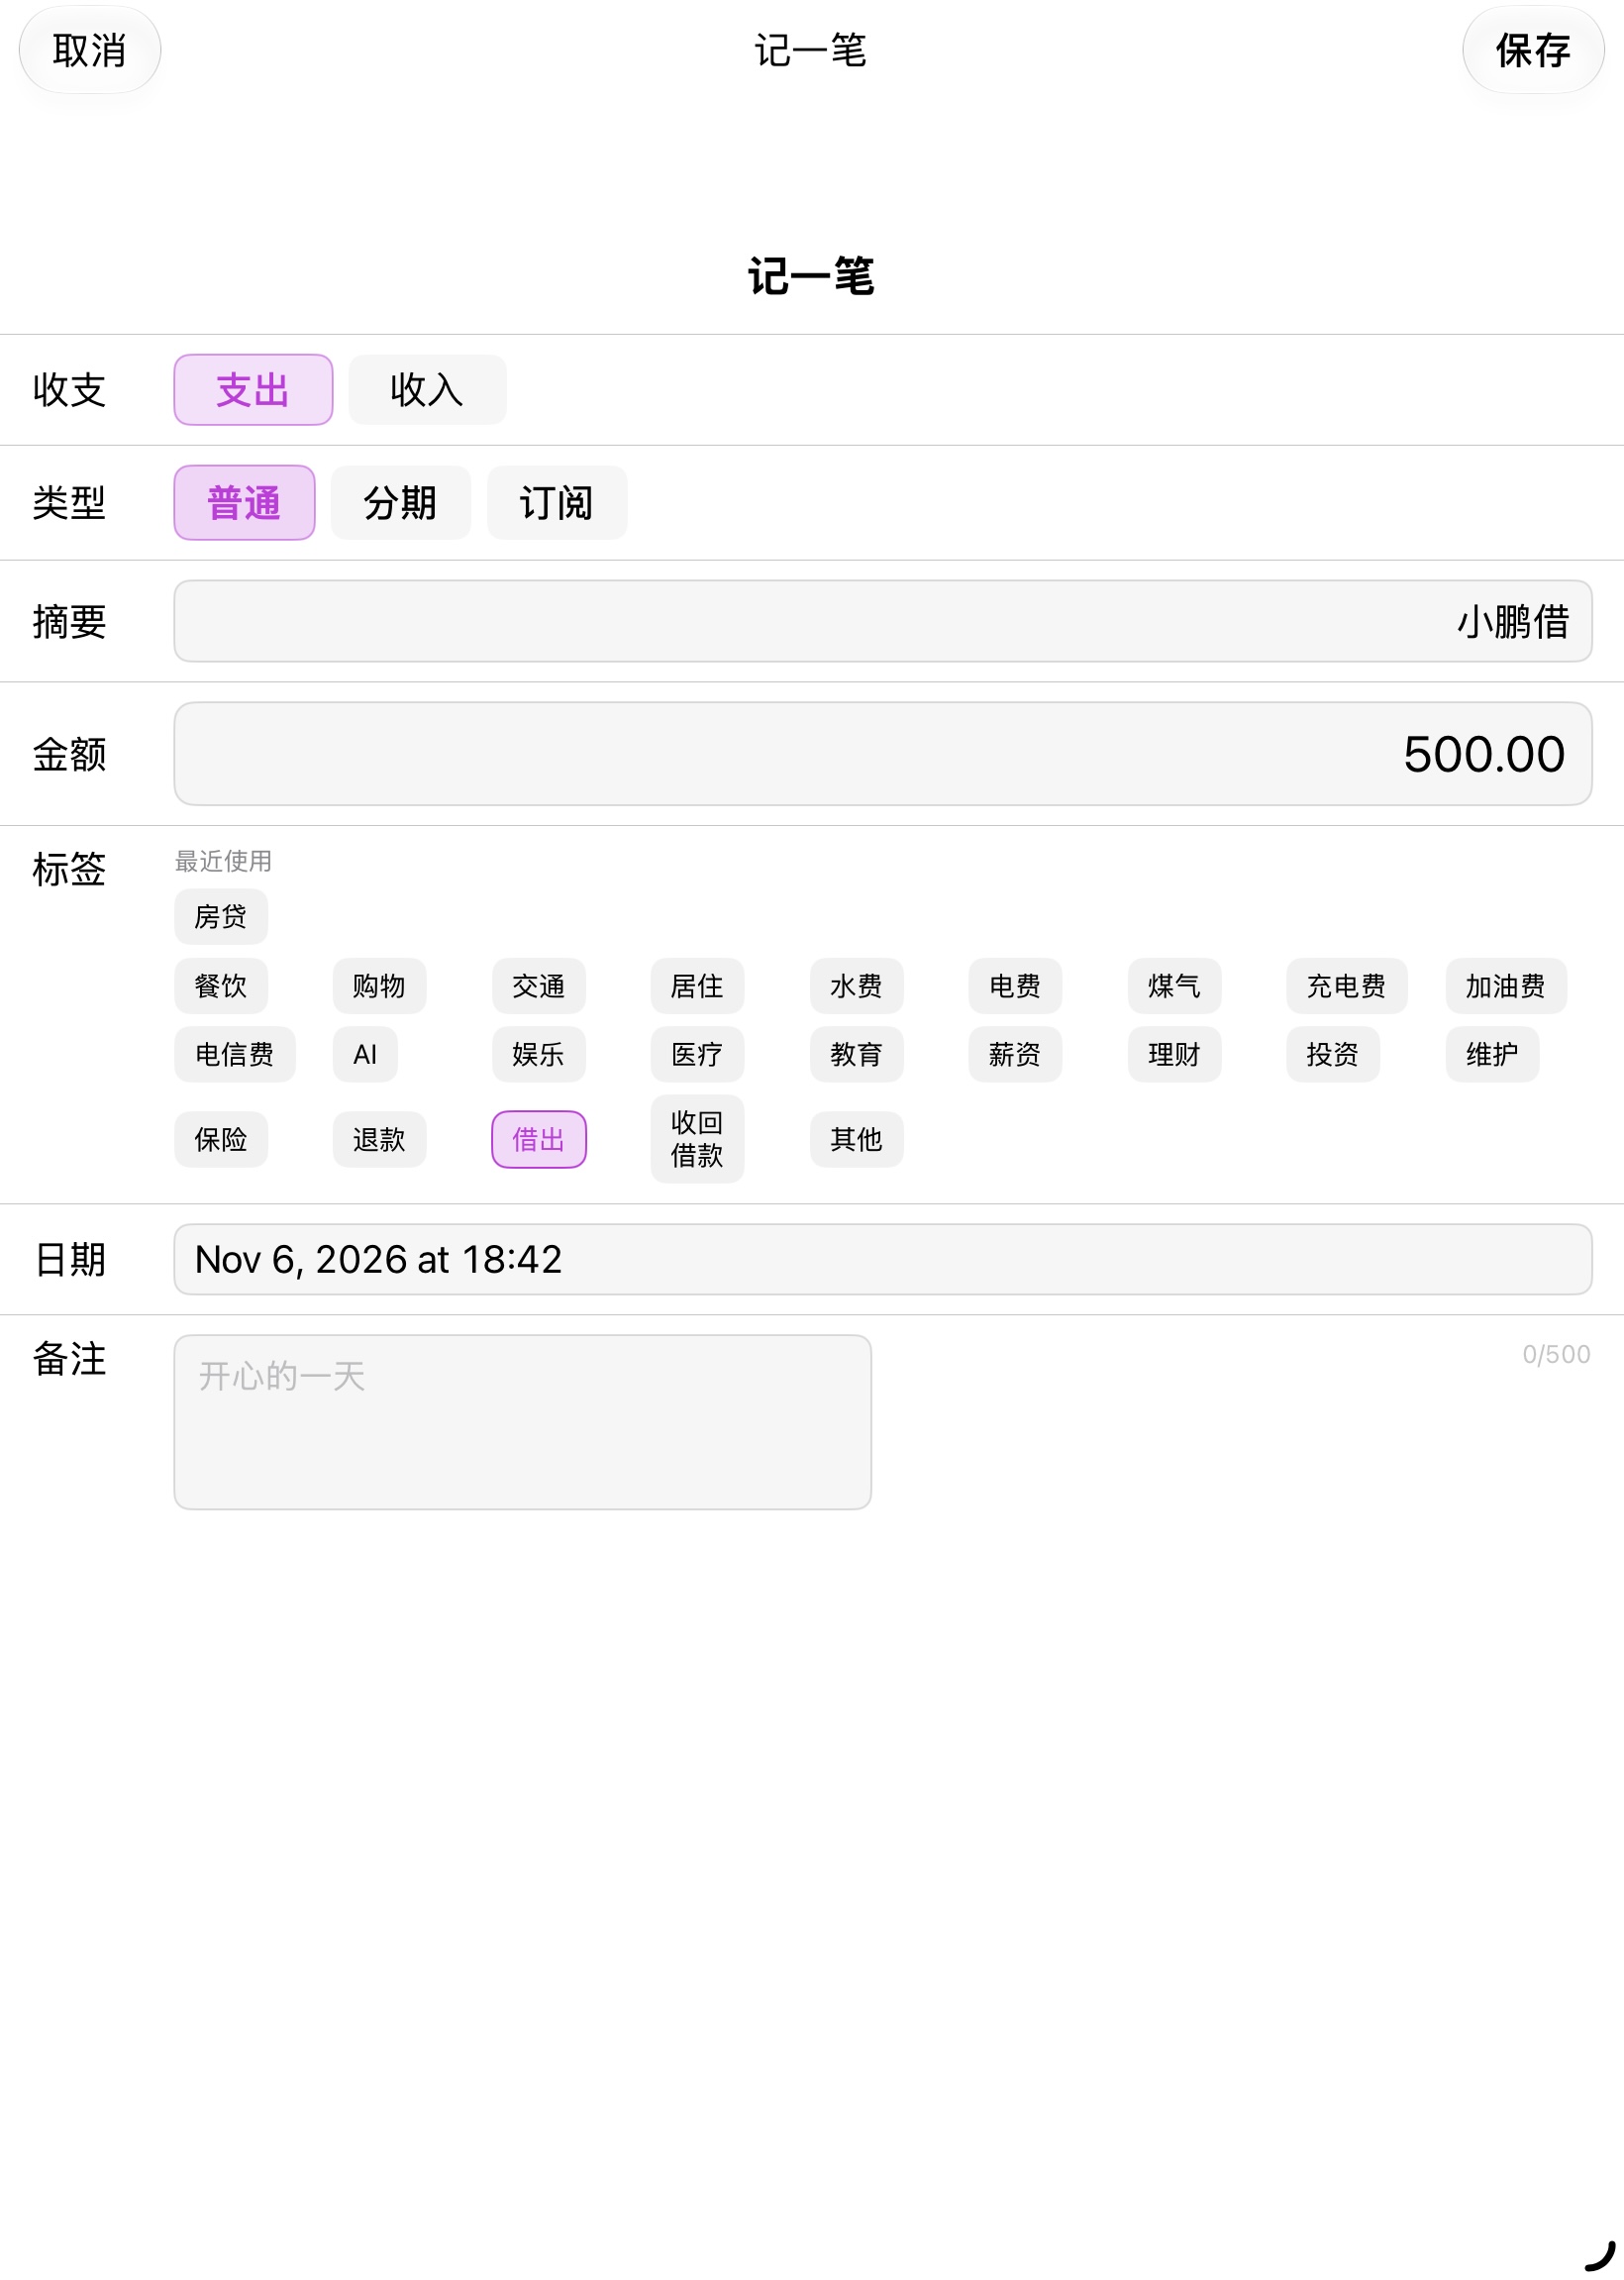 取消 记一笔 保存
记一笔
收支 支出 收入
类型 普通 分期 订阅
摘要 小鹏借
金额 500.00
标签 最近使用
房贷
餐饮 购物 交通 居住 水费 电费 煤气 充电费 加油费
电信费 AI 娱乐 医疗 教育 薪资 理财 投资 维护
保险 退款 借出 收回借款 其他
日期 Nov 6, 2026 at 18:42
备注 开心的一天 0/500